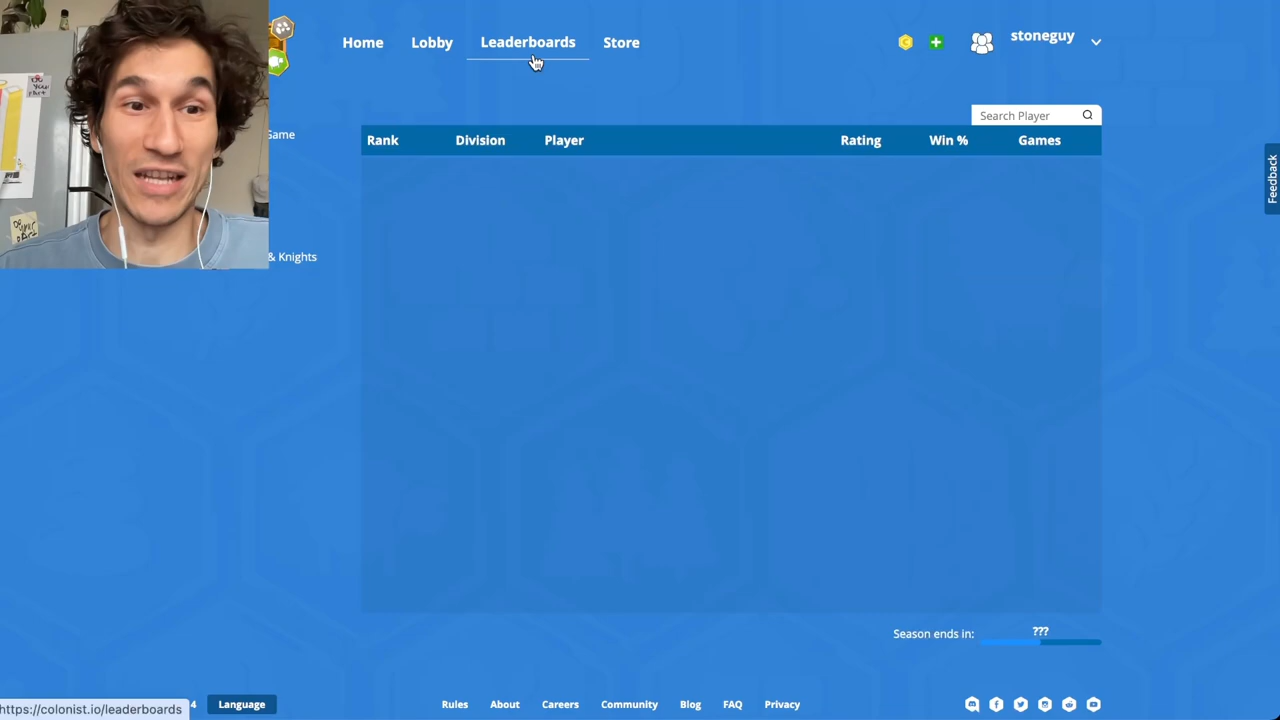 Home
Lobby
Leaderboards
Store
stoneguy
Search Player
Game
Rank
Division
Player
Rating
Win %
Games
Feedback
& Knights
Season ends in:
???
4
Language
Rules
About
Careers
Community
Blog
FAQ
Privacy
https://colonist.io/leaderboards